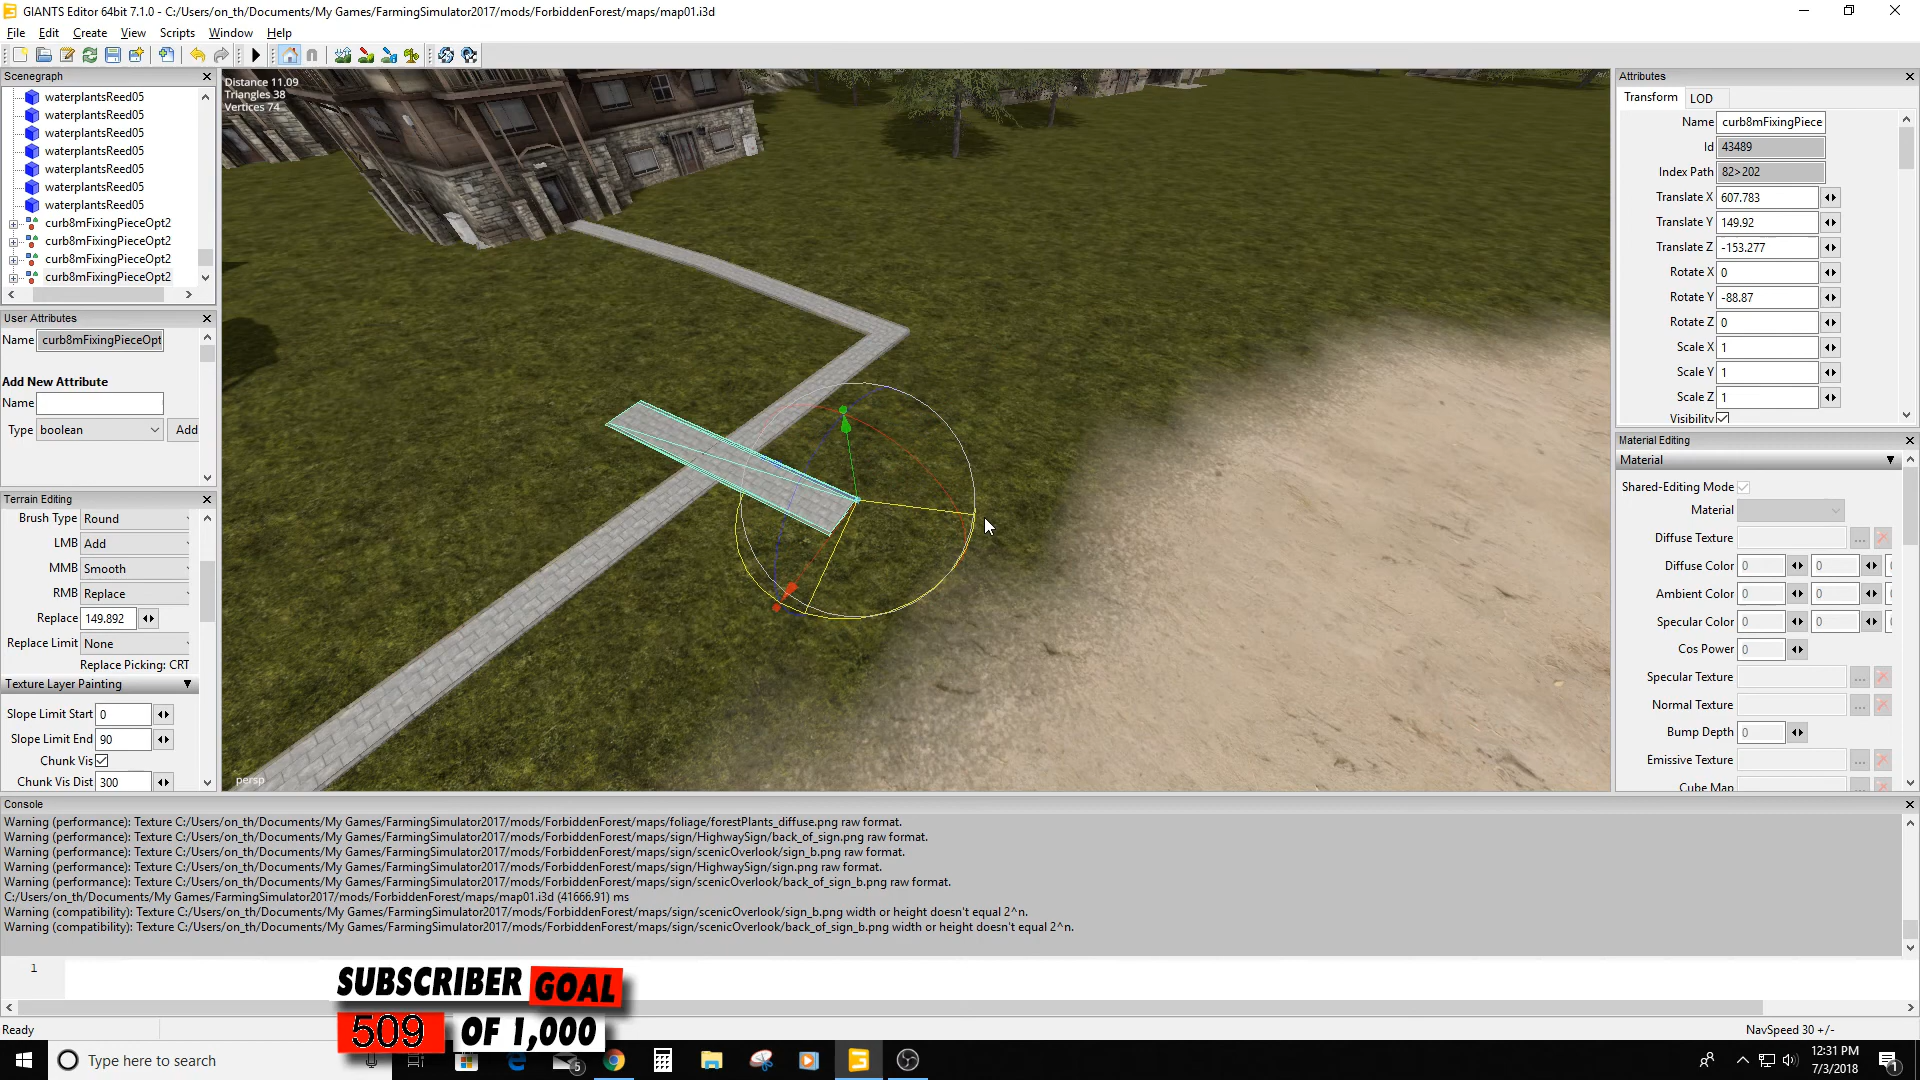 GIANTS Editor 64bit 7.1.0 - C:/Users/on_th/Documents/My Games/FarmingSimulator2017/mods/ForbiddenForest/maps/map01.i3d
File Edit Create View Scripts Window Help
Scenegraph
waterplantsReed05
waterplantsReed05
waterplantsReed05
waterplantsReed05
waterplantsReed05
waterplantsReed05
waterplantsReed05
curb8mFixingPieceOpt2
curb8mFixingPieceOpt2
curb8mFixingPieceOpt2
curb8mFixingPieceOpt2
User Attributes
Name curb8mFixingPieceOpt
Add New Attribute
Name
Type boolean Add
Terrain Editing
Brush Type Round
LMB Add
MMB Smooth
RMB Replace
Replace 149.892
Replace Limit None
Replace Picking: CRT
Texture Layer Painting
Slope Limit Start 0
Slope Limit End 90
Chunk Vis
Chunk Vis Dist 300
Distance 11.09
Triangles 38
Vertices 74
persp
Attributes
Transform LOD
Name curb8mFixingPiece
Id 43489
Index Path 82>202
Translate X 607.783
Translate Y 149.92
Translate Z -153.277
Rotate X 0
Rotate Y -88.87
Rotate Z 0
Scale X 1
Scale Y 1
Scale Z 1
Visibility
Material Editing
Material
Shared-Editing Mode
Material
Diffuse Texture ...
Diffuse Color 0 0
Ambient Color 0 0
Specular Color 0 0
Cos Power 0
Specular Texture ...
Normal Texture ...
Bump Depth 0
Emissive Texture ...
Cube Map
Console
Warning (performance): Texture C:/Users/on_th/Documents/My Games/FarmingSimulator2017/mods/ForbiddenForest/maps/foliage/forestPlants_diffuse.png raw format.
Warning (performance): Texture C:/Users/on_th/Documents/My Games/FarmingSimulator2017/mods/ForbiddenForest/maps/sign/HighwaySign/back_of_sign.png raw format.
Warning (performance): Texture C:/Users/on_th/Documents/My Games/FarmingSimulator2017/mods/ForbiddenForest/maps/sign/scenicOverlook/sign_b.png raw format.
Warning (performance): Texture C:/Users/on_th/Documents/My Games/FarmingSimulator2017/mods/ForbiddenForest/maps/sign/HighwaySign/sign.png raw format.
Warning (performance): Texture C:/Users/on_th/Documents/My Games/FarmingSimulator2017/mods/ForbiddenForest/maps/sign/scenicOverlook/back_of_sign_b.png raw format.
C:/Users/on_th/Documents/My Games/FarmingSimulator2017/mods/ForbiddenForest/maps/map01.i3d (41666.91) ms
Warning (compatibility): Texture C:/Users/on_th/Documents/My Games/FarmingSimulator2017/mods/ForbiddenForest/maps/sign/scenicOverlook/sign_b.png width or height doesn't equal 2^n.
Warning (compatibility): Texture C:/Users/on_th/Documents/My Games/FarmingSimulator2017/mods/ForbiddenForest/maps/sign/scenicOverlook/back_of_sign_b.png width or height doesn't equal 2^n.
1
SUBSCRIBER GOAL
509 OF 1,000
Ready
NavSpeed 30 +/-
Type here to search
5
12:31 PM
7/3/2018
1